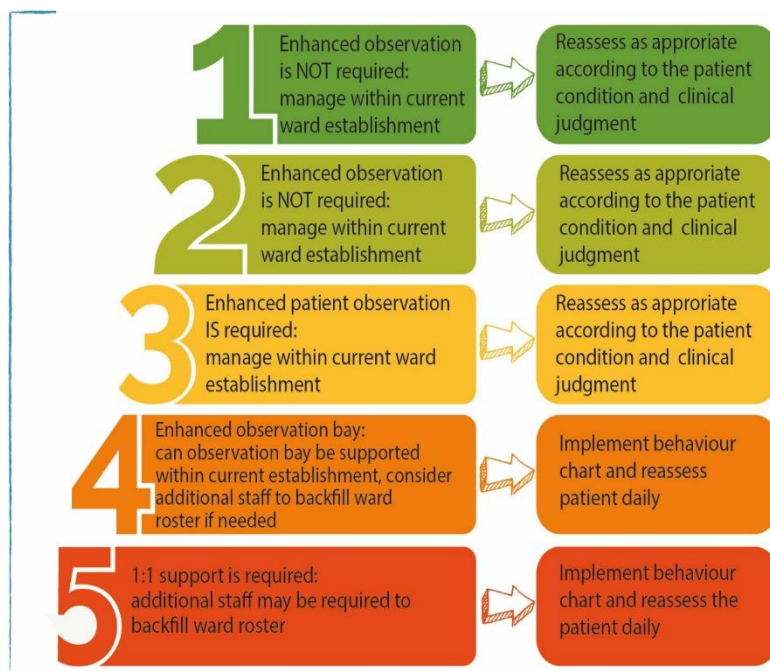 1
Enhanced observation
is NOT required:
manage within current
ward establishment
Reassess as approriate
according to the patient
condition and clinical
judgment
2
Enhanced observation
is NOT required:
manage within current
ward establishment
Reassess as approriate
according to the patient
condition and clinical
judgment
3
Enhanced patient observation
IS required:
manage within current ward
establishment
Reassess as approriate
according to the patient
condition and clinical
judgment
4
Enhanced observation bay:
can observation bay be supported
within current establishment, consider
additional staff to backfill ward
roster if needed
Implement behaviour
chart and reassess
patient daily
5
1:1 support is required:
additional staff may be required to
backfill ward roster
Implement behaviour
chart and reassess the
patient daily